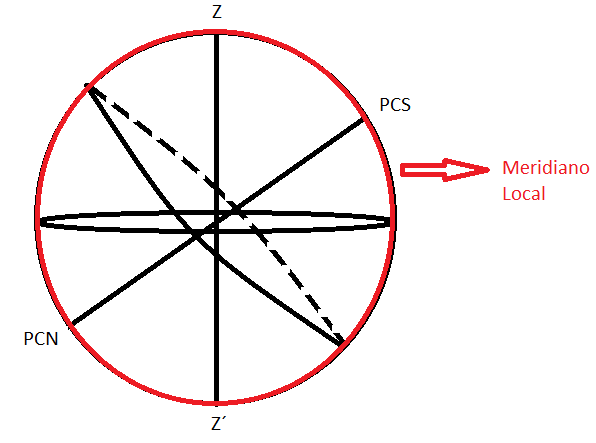 Z
PCS
Meridiano
Local
PCN
Z´